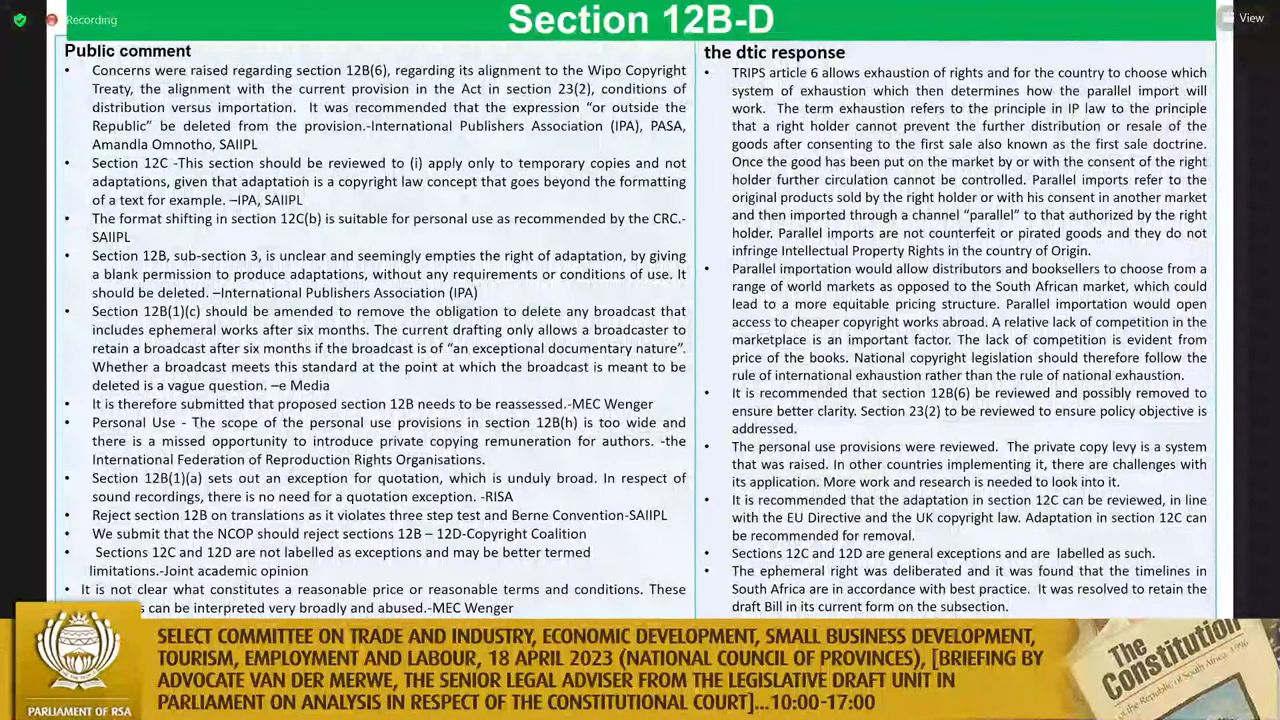 Recording
View
Section 12B-D
Public comment
• Concerns were raised regarding section 12B(6), regarding its alignment to the Wipo Copyright
Treaty, the alignment with the current provision in the Act in section 23(2), conditions of
distribution versus importation. It was recommended that the expression “or outside the
Republic” be deleted from the provision.-International Publishers Association (IPA), PASA,
Amandla Omnotho, SAIIPL
• Section 12C -This section should be reviewed to (i) apply only to temporary copies and not
adaptations, given that adaptation is a copyright law concept that goes beyond the formatting
of a text for example. –IPA, SAIIPL
• The format shifting in section 12C(b) is suitable for personal use as recommended by the CRC.-
SAIIPL
• Section 12B, sub-section 3, is unclear and seemingly empties the right of adaptation, by giving
a blank permission to produce adaptations, without any requirements or conditions of use. It
should be deleted. –International Publishers Association (IPA)
• Section 12B(1)(c) should be amended to remove the obligation to delete any broadcast that
includes ephemeral works after six months. The current drafting only allows a broadcaster to
retain a broadcast after six months if the broadcast is of “an exceptional documentary nature”.
Whether a broadcast meets this standard at the point at which the broadcast is meant to be
deleted is a vague question. –e Media
• It is therefore submitted that proposed section 12B needs to be reassessed.-MEC Wenger
• Personal Use - The scope of the personal use provisions in section 12B(h) is too wide and
there is a missed opportunity to introduce private copying remuneration for authors. -the
International Federation of Reproduction Rights Organisations.
• Section 12B(1)(a) sets out an exception for quotation, which is unduly broad. In respect of
sound recordings, there is no need for a quotation exception. -RISA
• Reject section 12B on translations as it violates three step test and Berne Convention-SAIIPL
• We submit that the NCOP should reject sections 12B – 12D-Copyright Coalition
• Sections 12C and 12D are not labelled as exceptions and may be better termed
limitations.-Joint academic opinion
• It is not clear what constitutes a reasonable price or reasonable terms and conditions. These
can be interpreted very broadly and abused.-MEC Wenger
the dtic response
• TRIPS article 6 allows exhaustion of rights and for the country to choose which
system of exhaustion which then determines how the parallel import will
work. The term exhaustion refers to the principle in IP law to the principle
that a right holder cannot prevent the further distribution or resale of the
goods after consenting to the first sale also known as the first sale doctrine.
Once the good has been put on the market by or with the consent of the right
holder further circulation cannot be controlled. Parallel imports refer to the
original products sold by the right holder or with his consent in another market
and then imported through a channel “parallel” to that authorized by the right
holder. Parallel imports are not counterfeit or pirated goods and they do not
infringe Intellectual Property Rights in the country of Origin.
• Parallel importation would allow distributors and booksellers to choose from a
range of world markets as opposed to the South African market, which could
lead to a more equitable pricing structure. Parallel importation would open
access to cheaper copyright works abroad. A relative lack of competition in the
marketplace is an important factor. The lack of competition is evident from
price of the books. National copyright legislation should therefore follow the
rule of international exhaustion rather than the rule of national exhaustion.
• It is recommended that section 12B(6) be reviewed and possibly removed to
ensure better clarity. Section 23(2) to be reviewed to ensure policy objective is
addressed.
• The personal use provisions were reviewed. The private copy levy is a system
that was raised. In other countries implementing it, there are challenges with
its application. More work and research is needed to look into it.
• It is recommended that the adaptation in section 12C can be reviewed, in line
with the EU Directive and the UK copyright law. Adaptation in section 12C can
be recommended for removal.
• Sections 12C and 12D are general exceptions and are labelled as such.
• The ephemeral right was deliberated and it was found that the timelines in
South Africa are in accordance with best practice. It was resolved to retain the
draft Bill in its current form on the subsection.
PARLIAMENT OF RSA
SELECT COMMITTEE ON TRADE AND INDUSTRY, ECONOMIC DEVELOPMENT, SMALL BUSINESS DEVELOPMENT,
TOURISM, EMPLOYMENT AND LABOUR, 18 APRIL 2023 (NATIONAL COUNCIL OF PROVINCES), [BRIEFING BY
ADVOCATE VAN DER MERWE, THE SENIOR LEGAL ADVISER FROM THE LEGISLATIVE DRAFT UNIT IN
PARLIAMENT ON ANALYSIS IN RESPECT OF THE CONSTITUTIONAL COURT]...10:00-17:00
The
Constitution
of the Republic of South Africa, 1996